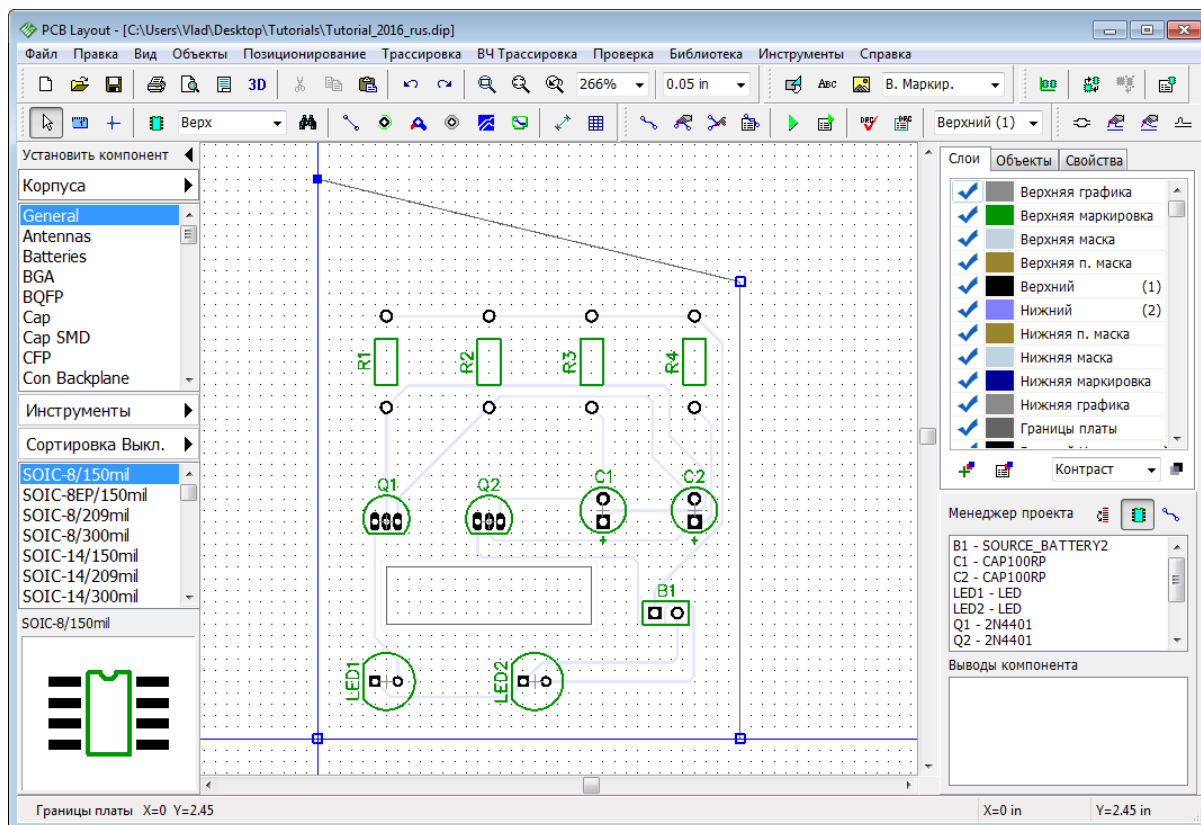 PCB Layout - [C:\Users\Vlad\Desktop\Tutorials\Tutorial_2016_rus.dip]
Файл Правка Вид Объекты Позиционирование Трассировка ВЧ Трассировка Проверка Библиотека Инструменты Справка
3D 266% 0.05 in ABC В. Маркир.
Верх DRC DRC Верхний (1)
Установить компонент
Корпуса
General
Antennas
Batteries
BGA
BQFP
Cap
Cap SMD
CFP
Con Backplane
Инструменты
Сортировка Выкл.
SOIC-8/150mil
SOIC-8EP/150mil
SOIC-8/209mil
SOIC-8/300mil
SOIC-14/150mil
SOIC-14/209mil
SOIC-14/300mil
SOIC-8/150mil
R1 R2 R3 R4
Q1 Q2 C1 C2
+ +
B1
LED1 LED2
Слои Объекты Свойства
Верхняя графика
Верхняя маркировка
Верхняя маска
Верхняя п. маска
Верхний (1)
Нижний (2)
Нижняя п. маска
Нижняя маска
Нижняя маркировка
Нижняя графика
Границы платы
Контраст
Менеджер проекта
B1 - SOURCE_BATTERY2
C1 - CAP100RP
C2 - CAP100RP
LED1 - LED
LED2 - LED
Q1 - 2N4401
Q2 - 2N4401
Выводы компонента
Границы платы X=0 Y=2.45
X=0 in Y=2.45 in